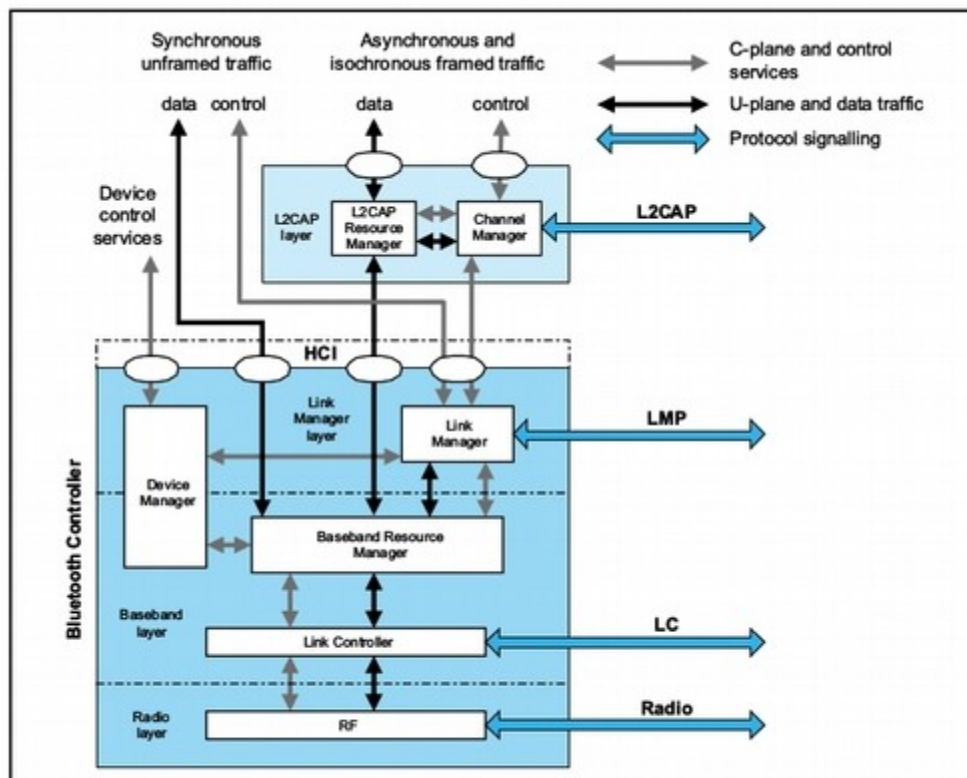 Synchronous
unframed traffic
Asynchronous and
isochronous framed traffic
C-plane and control
services
data control
data
control
U-plane and data traffic
Protocol signalling
Device
control
services
L2CAP
layer
L2CAP
Resource
Manager
Channel
Manager
L2CAP
HCI
Link
Manager
layer
Link
Manager
LMP
Device
Manager
Baseband Resource
Manager
Bluetooth Controller
Baseband
layer
Link Controller
LC
Radio
layer
RF
Radio